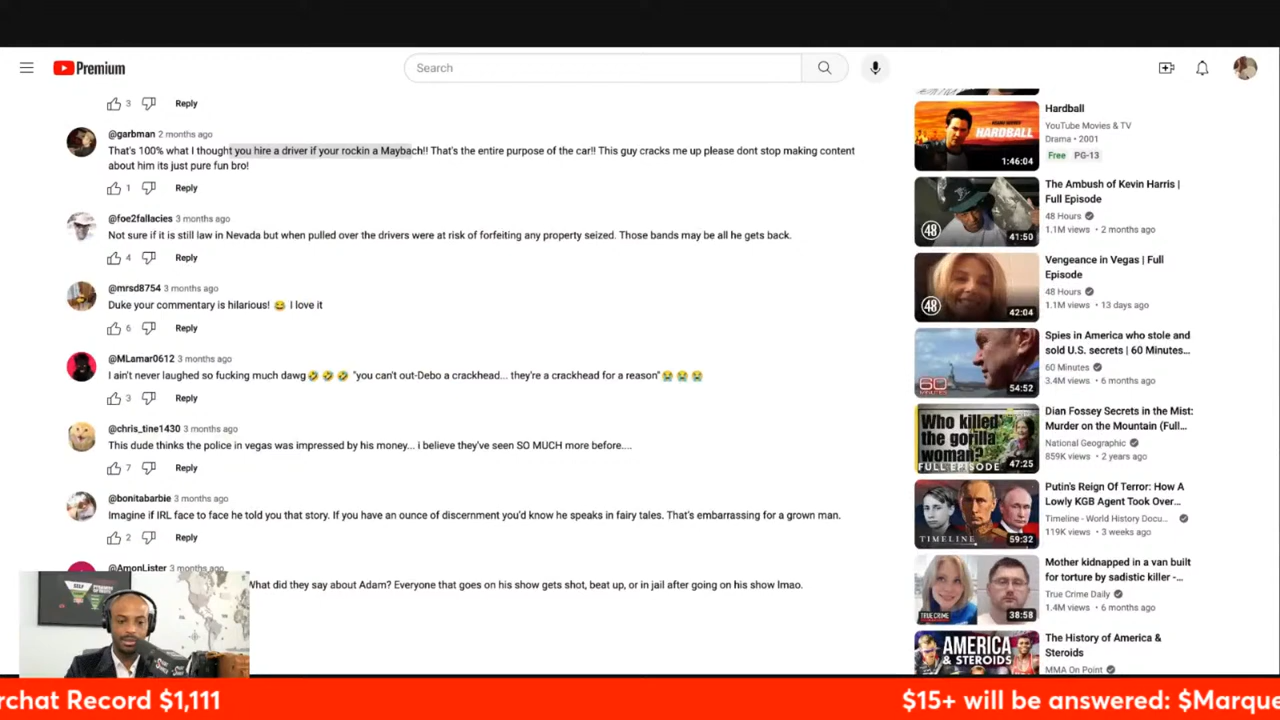 Premium
Search
3
Reply
@garbman 2 months ago
That's 100% what I thought you hire a driver if your rockin a Maybach!! That's the entire purpose of the car!! This guy cracks me up please dont stop making content
about him its just pure fun bro!
1
Reply
@foe2fallacies 3 months ago
Not sure if it is still law in Nevada but when pulled over the drivers were at risk of forfeiting any property seized. Those bands may be all he gets back.
4
Reply
@mrsd8754 3 months ago
Duke your commentary is hilarious! 😂 I love it
6
Reply
@MLamar0612 3 months ago
I ain't never laughed so fucking much dawg🤣 🤣 🤣 "you can't out-Debo a crackhead... they're a crackhead for a reason"😭 😭 😭
3
Reply
@chris_tine1430 3 months ago
This dude thinks the police in vegas was impressed by his money... i believe they've seen SO MUCH more before....
7
Reply
@bonitabarbie 3 months ago
Imagine if IRL face to face he told you that story. If you have an ounce of discernment you'd know he speaks in fairy tales. That's embarrassing for a grown man.
2
Reply
@AmonLister 3 months ago
What did they say about Adam? Everyone that goes on his show gets shot, beat up, or in jail after going on his show lmao.
HARDBALL
1:46:04
Hardball
YouTube Movies & TV
Drama • 2001
Free PG-13
48
41:50
The Ambush of Kevin Harris |
Full Episode
48 Hours
1.1M views • 2 months ago
48
42:04
Vengeance in Vegas | Full
Episode
48 Hours
1.1M views • 13 days ago
60
54:52
Spies in America who stole and
sold U.S. secrets | 60 Minutes...
60 Minutes
3.4M views • 6 months ago
Who killed
the gorilla
woman?
FULL EPISODE
47:25
Dian Fossey Secrets in the Mist:
Murder on the Mountain (Full...
National Geographic
859K views • 2 years ago
TIMELINE
59:32
Putin's Reign Of Terror: How A
Lowly KGB Agent Took Over...
Timeline - World History Docu...
119K views • 3 weeks ago
TRUE CRIME
38:58
Mother kidnapped in a van built
for torture by sadistic killer -...
True Crime Daily
1.4M views • 6 months ago
AMERICA
& STEROIDS
The History of America &
Steroids
MMA On Point
rchat Record $1,111
$15+ will be answered: $Marque